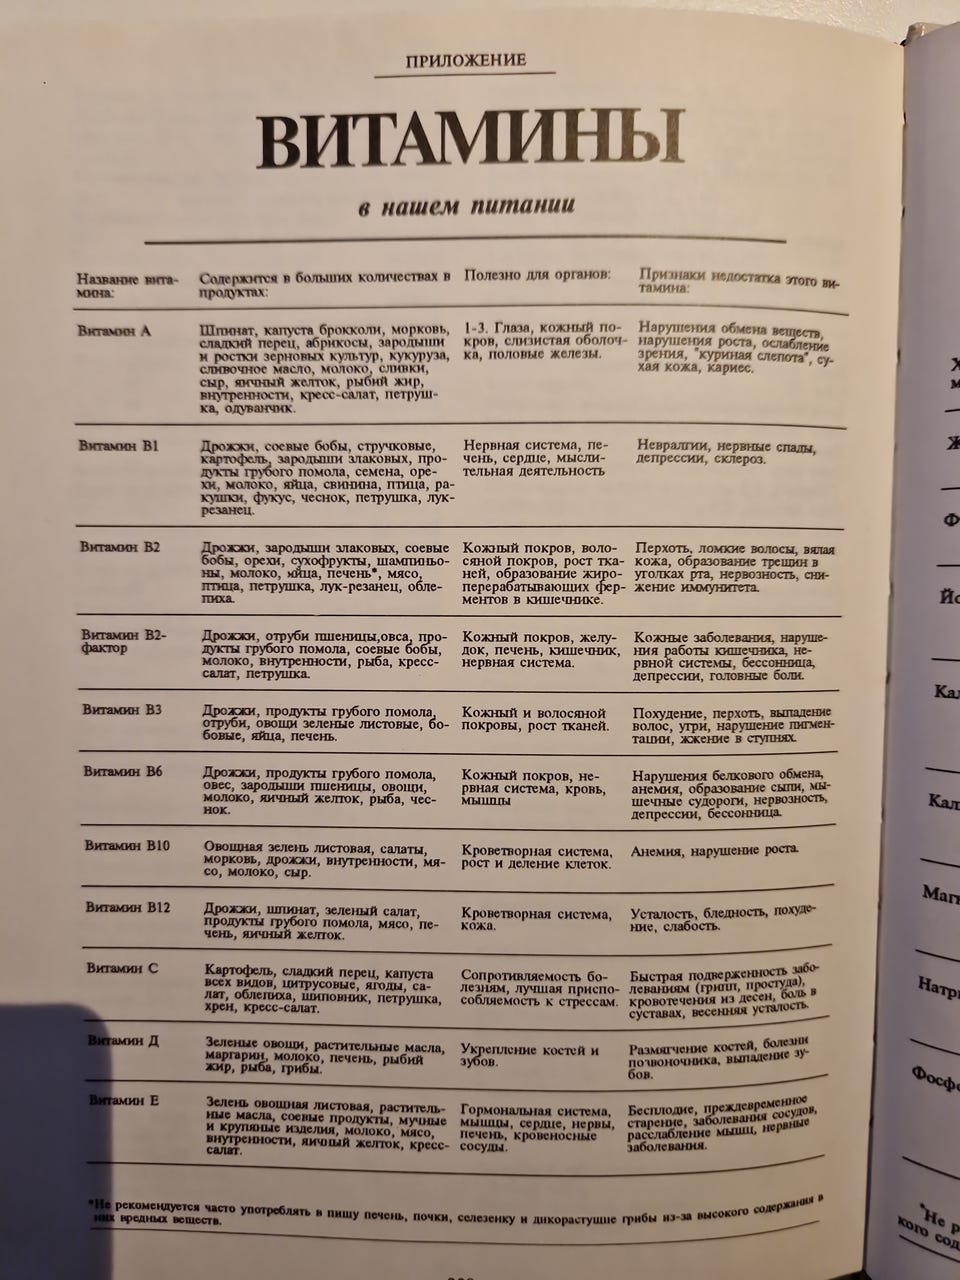 ПРИЛОЖЕНИЕ
ВИТАМИНЫ
в нашем питании
Название вита-
мина:
Содержится в больших количествах в
продуктах:
Полезно для органов:
Признаки недостатка этого ви-
тамина:
Витамин А
Шпинат, капуста брокколи, морковь,
сладкий перец, абрикосы, зародыши
и ростки зерновых культур, кукуруза,
сливочное масло, молоко, сливки,
сыр, яичный желток, рыбий жир,
внутренности, кресс-салат, петруш-
ка, одуванчик.
1-3. Глаза, кожный по-
кров, слизистая оболоч-
ка, половые железы.
Нарушения обмена веществ,
нарушения роста, ослабление
зрения, "куриная слепота", су-
хая кожа, кариес.
Витамин В1
Дрожжи, соевые бобы, стручковые,
картофель, зародыши злаковых, про-
дукты грубого помола, семена, оре-
хи, молоко, яйца, свинина, птица, ра-
кушки, фукус, чеснок, петрушка, лук-
резанец.
Нервная система, пе-
чень, сердце, мысли-
тельная деятельность
Невралгии, нервные спады,
депрессии, склероз.
Витамин В2
Дрожжи, зародыши злаковых, соевые
бобы, орехи, сухофрукты, шампиньо-
ны, молоко, яйца, печень*, мясо,
птица, петрушка, лук-резанец, обле-
пиха.
Кожный покров, воло-
сяной покров, рост тка-
ней, образование жиро-
перерабатывающих фер-
ментов в кишечнике.
Перхоть, ломкие волосы, вялая
кожа, образование трещин в
уголках рта, нервозность, сни-
жение иммунитета.
Витамин В2-
фактор
Дрожжи, отруби пшеницы,овса, про-
дукты грубого помола, соевые бобы,
молоко, внутренности, рыба, кресс-
салат, петрушка.
Кожный покров, желу-
док, печень, кишечник,
нервная система.
Кожные заболевания, наруше-
ния работы кишечника, не-
рвной системы, бессонница,
депрессии, головные боли.
Витамин В3
Дрожжи, продукты грубого помола,
отруби, овощи зеленые листовые, бо-
бовые, яйца, печень.
Кожный и волосяной
покровы, рост тканей.
Похудение, перхоть, выпадение
волос, угри, нарушение пигмен-
тации, жжение в ступнях.
Витамин В6
Дрожжи, продукты грубого помола,
овес, зародыши пшеницы, овощи,
молоко, яичный желток, рыба, чес-
нок.
Кожный покров, не-
рвная система, кровь,
мышцы
Нарушения белкового обмена,
анемия, образование сыпи, мы-
шечные судороги, нервозность,
депрессии, бессонница.
Витамин В10
Овощная зелень листовая, салаты,
морковь, дрожжи, внутренности, мя-
со, молоко, сыр.
Кроветворная система,
рост и деление клеток.
Анемия, нарушение роста.
Витамин В12
Дрожжи, шпинат, зеленый салат,
продукты грубого помола, мясо, пе-
чень, яичный желток.
Кроветворная система,
кожа.
Усталость, бледность, похуде-
ние, слабость.
Витамин С
Картофель, сладкий перец, капуста
всех видов, цитрусовые, ягоды, са-
лат, облепиха, шиповник, петрушка,
хрен, кресс-салат.
Сопротивляемость бо-
лезням, лучшая приспо-
собляемость к стрессам.
Быстрая подверженность забо-
леваниям (грипп, простуда),
кровотечения из десен, боль в
суставах, весенняя усталость.
Витамин Д
Зеленые овощи, растительные масла,
маргарин, молоко, печень, рыбий
жир, рыба, грибы.
Укрепление костей и
зубов.
Размягчение костей, болезни
позвоночника, выпадение зу-
бов.
Витамин Е
Зелень овощная листовая, раститель-
ные масла, соевые продукты, мучные
и крупяные изделия, молоко, мясо,
внутренности, яичный желток, кресс-
салат.
Гормональная система,
мышцы, сердце, нервы,
печень, кровеносные
сосуды.
Бесплодие, преждевременное
старение, заболевания сосудов,
расслабление мышц, нервные
заболевания.
*Не рекомендуется часто употреблять в пищу печень, почки, селезенку и дикорастущие грибы из-за высокого содержания в
них вредных веществ.